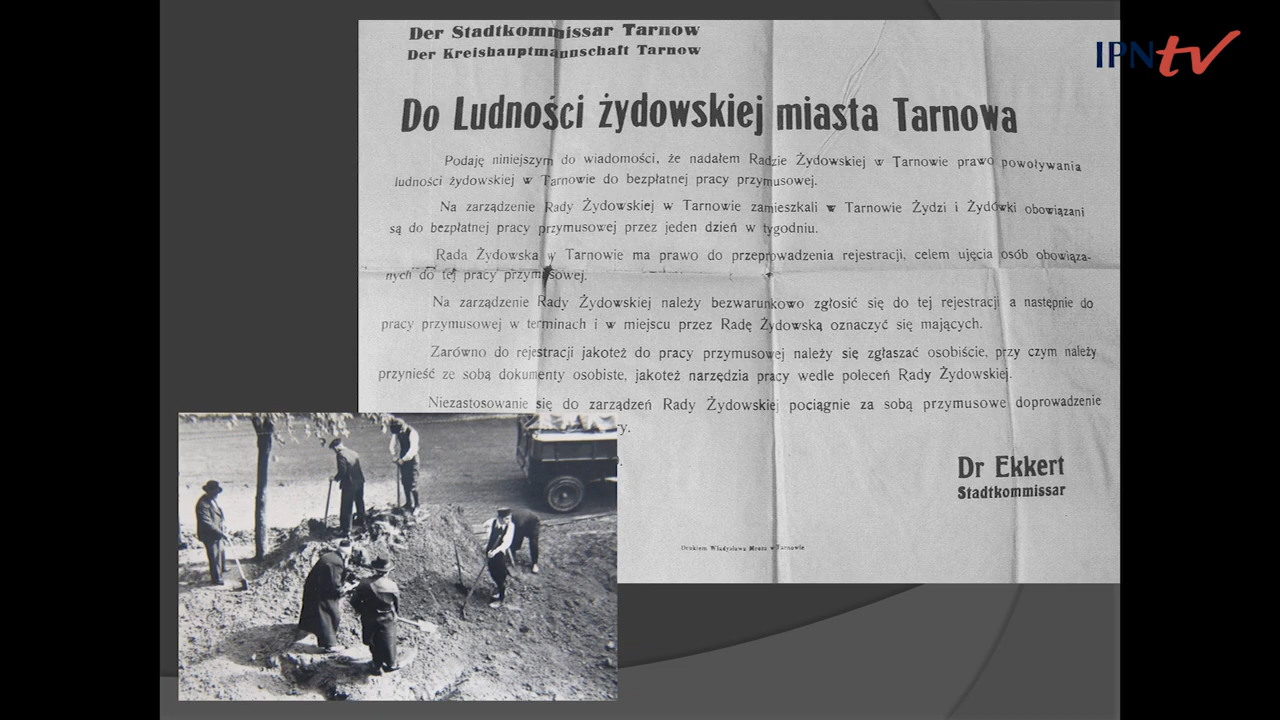 Der Stadtkommissar Tarnow
Der Kreishauptmannschaft Tarnow
IPNtv
Do Ludności żydowskiej miasta Tarnowa
Podaję niniejszym do wiadomości, że nadałem Radzie Żydowskiej w Tarnowie prawo powoływania
ludności żydowskiej w Tarnowie do bezpłatnej pracy przymusowej.
Na zarządzenie Rady Żydowskiej w Tarnowie zamieszkali w Tarnowie Żydzi i Żydówki obowiązani
są do bezpłatnej pracy przymusowej przez jeden dzień w tygodniu.
Rada Żydowska w Tarnowie ma prawo do przeprowadzenia rejestracji, celem ujęcia osób obowiąza-
nych do tej pracy przymusowej.
Na zarządzenie Rady Żydowskiej należy bezwarunkowo zgłosić się do tej rejestracji a następnie do
pracy przymusowej w terminach i w miejscu przez Radę Żydowską oznaczyć się mających.
Zarówno do rejestracji jakoteż do pracy przymusowej należy się zgłaszać osobiście, przy czym należy
przynieść ze sobą dokumenty osobiste, jakoteż narzędzia pracy wedle poleceń Rady Żydowskiej.
Niezastosowanie się do zarządzeń Rady Żydowskiej pociągnie za sobą przymusowe doprowadzenie
ry.
Dr Ekkert
Stadtkommissar
Drukiem Władysława Mroza w Tarnowie